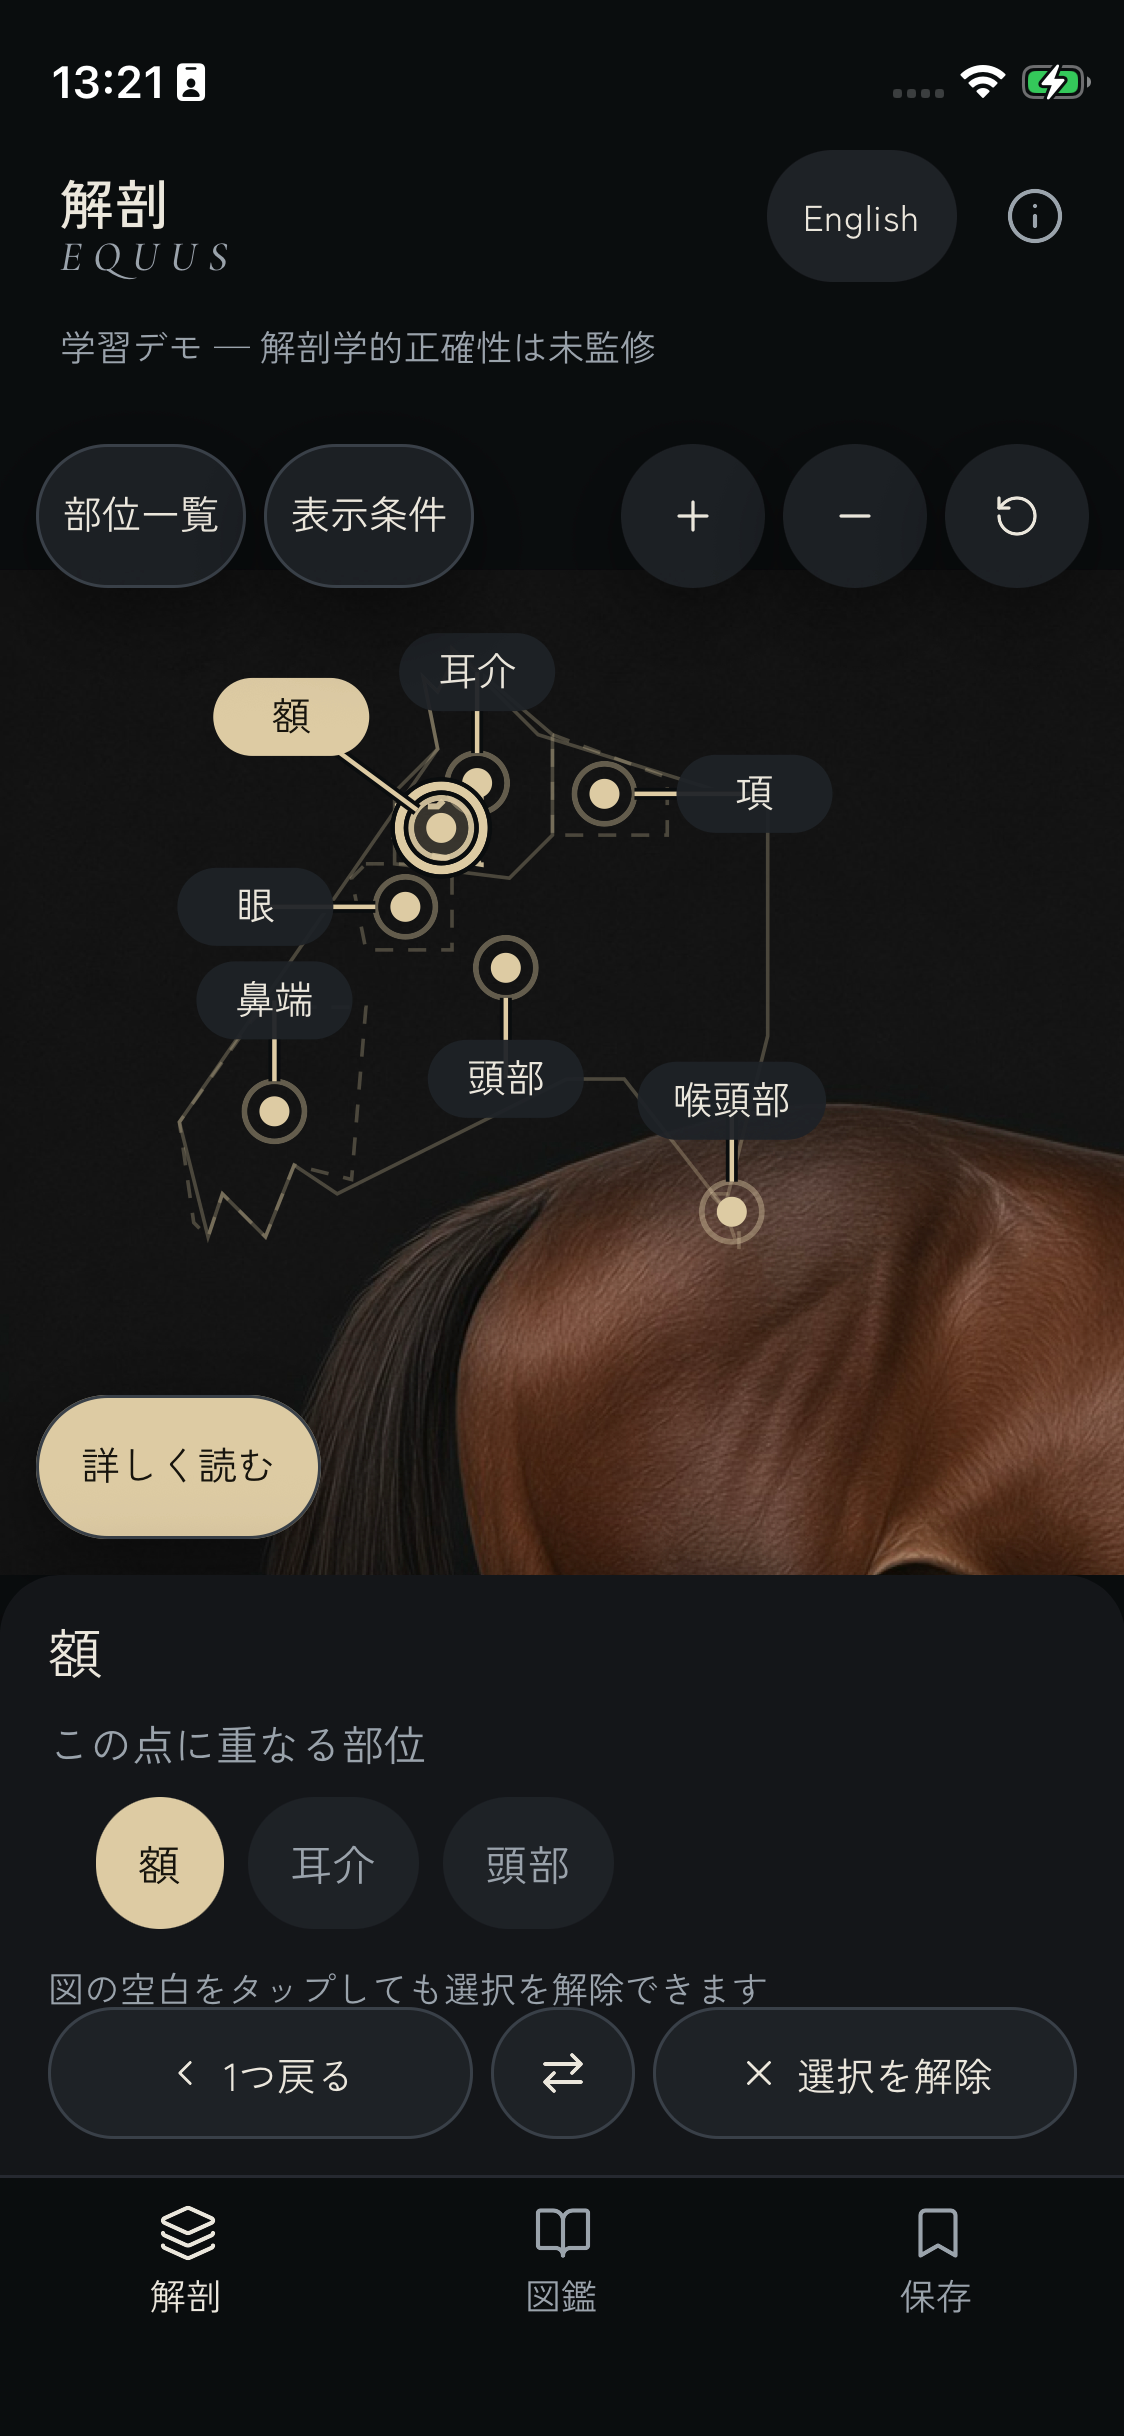 13:21
解剖
EQUUS
English
学習デモ — 解剖学的正確性は未監修
部位一覧
表示条件
耳介
額
項
眼
鼻端
頭部
喉頭部
詳しく読む
額
この点に重なる部位
額
耳介
頭部
図の空白をタップしても選択を解除できます
1つ戻る
選択を解除
解剖
図鑑
保存